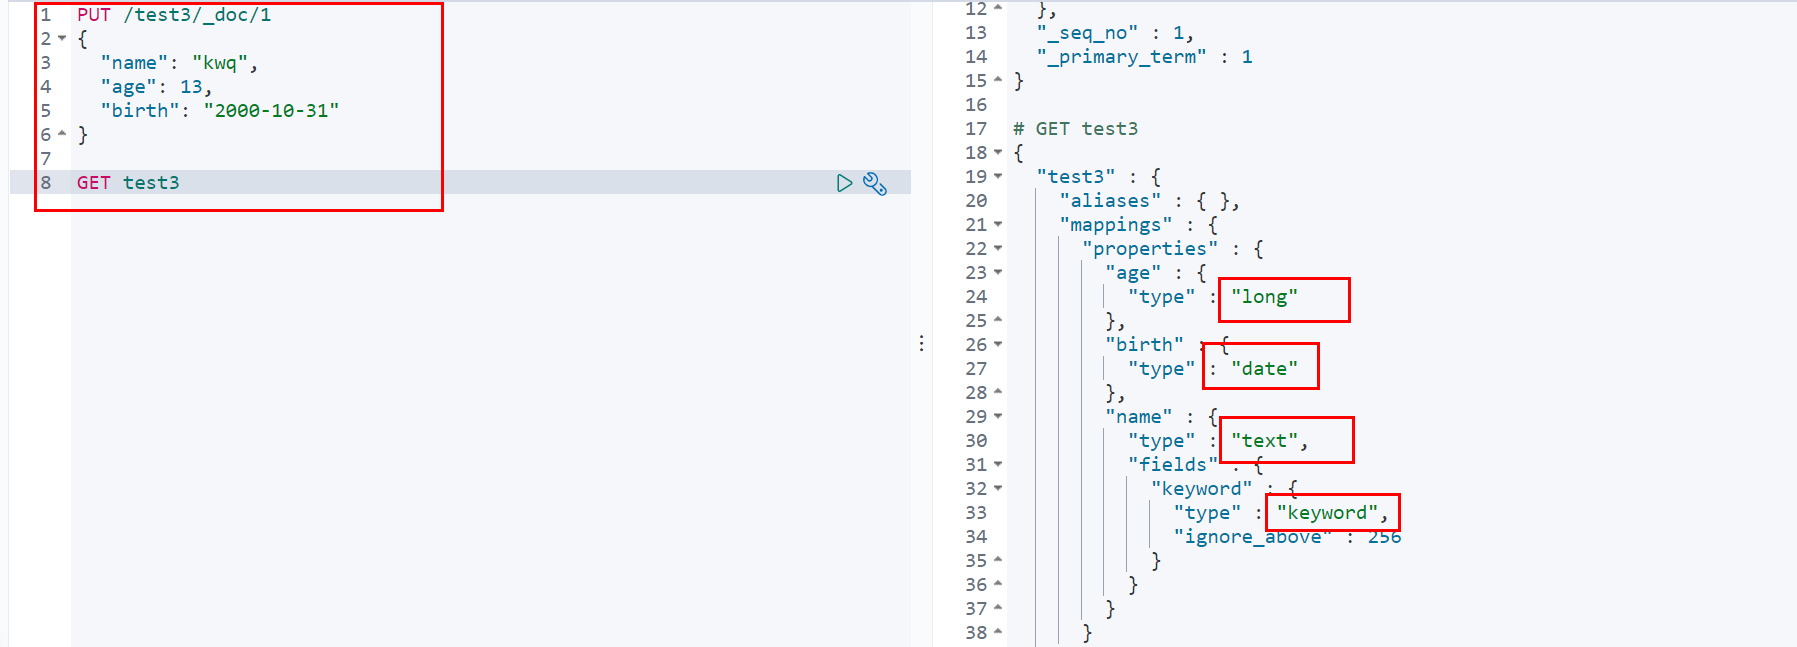 1 PUT /test3/_doc/1
2 {
3 "name": "kwq",
4 "age": 13,
5 "birth": "2000-10-31"
6 }
7
8 GET test3
12 },
13 "_seq_no" : 1,
14 "_primary_term" : 1
15 }
16
17 # GET test3
18 {
19 "test3" : {
20 "aliases" : { },
21 "mappings" : {
22 "properties" : {
23 "age" : {
24 "type" : "long"
25 },
26 "birth" : {
27 "type" : "date"
28 },
29 "name" : {
30 "type" : "text",
31 "fields" : {
32 "keyword" : {
33 "type" : "keyword",
34 "ignore_above" : 256
35 }
36 }
37 }
38 }